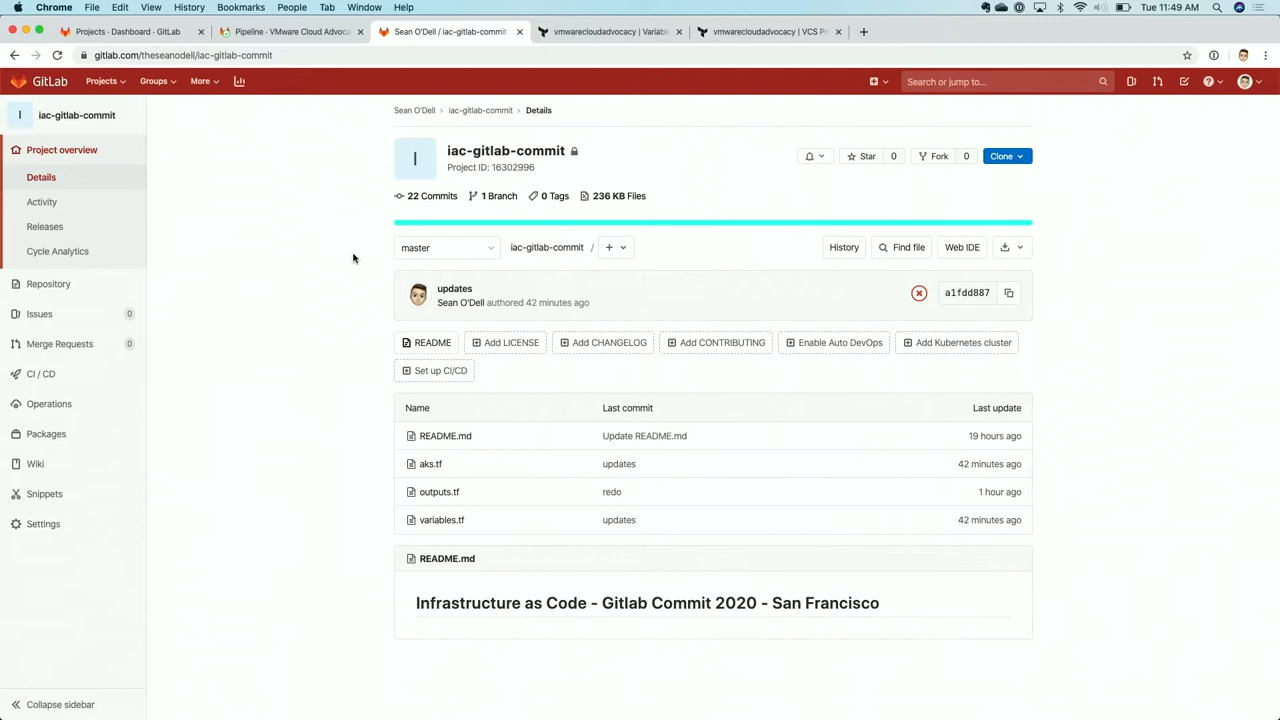 Chrome File Edit View History Bookmarks People Tab Window Help Tue 11:49 AM
Projects · Dashboard · GitLab
Pipeline · VMware Cloud Advoca
Sean O'Dell / iac-gitlab-commit
vmwarecloudadvocacy | Variable
vmwarecloudadvocacy | VCS Pro
gitlab.com/theseanodell/iac-gitlab-commit
GitLab Projects Groups More Search or jump to...
I iac-gitlab-commit
Project overview
Details
Activity
Releases
Cycle Analytics
Repository
Issues 0
Merge Requests 0
CI / CD
Operations
Packages
Wiki
Snippets
Settings
Collapse sidebar
Sean O'Dell > iac-gitlab-commit > Details
I
iac-gitlab-commit
Project ID: 16302996
Star 0 Fork 0 Clone
22 Commits 1 Branch 0 Tags 236 KB Files
master iac-gitlab-commit / + History Find file Web IDE
updates
Sean O'Dell authored 42 minutes ago
a1fdd887
README Add LICENSE Add CHANGELOG Add CONTRIBUTING Enable Auto DevOps Add Kubernetes cluster
Set up CI/CD
Name Last commit Last update
README.md Update README.md 19 hours ago
aks.tf updates 42 minutes ago
outputs.tf redo 1 hour ago
variables.tf updates 42 minutes ago
README.md
Infrastructure as Code - Gitlab Commit 2020 - San Francisco